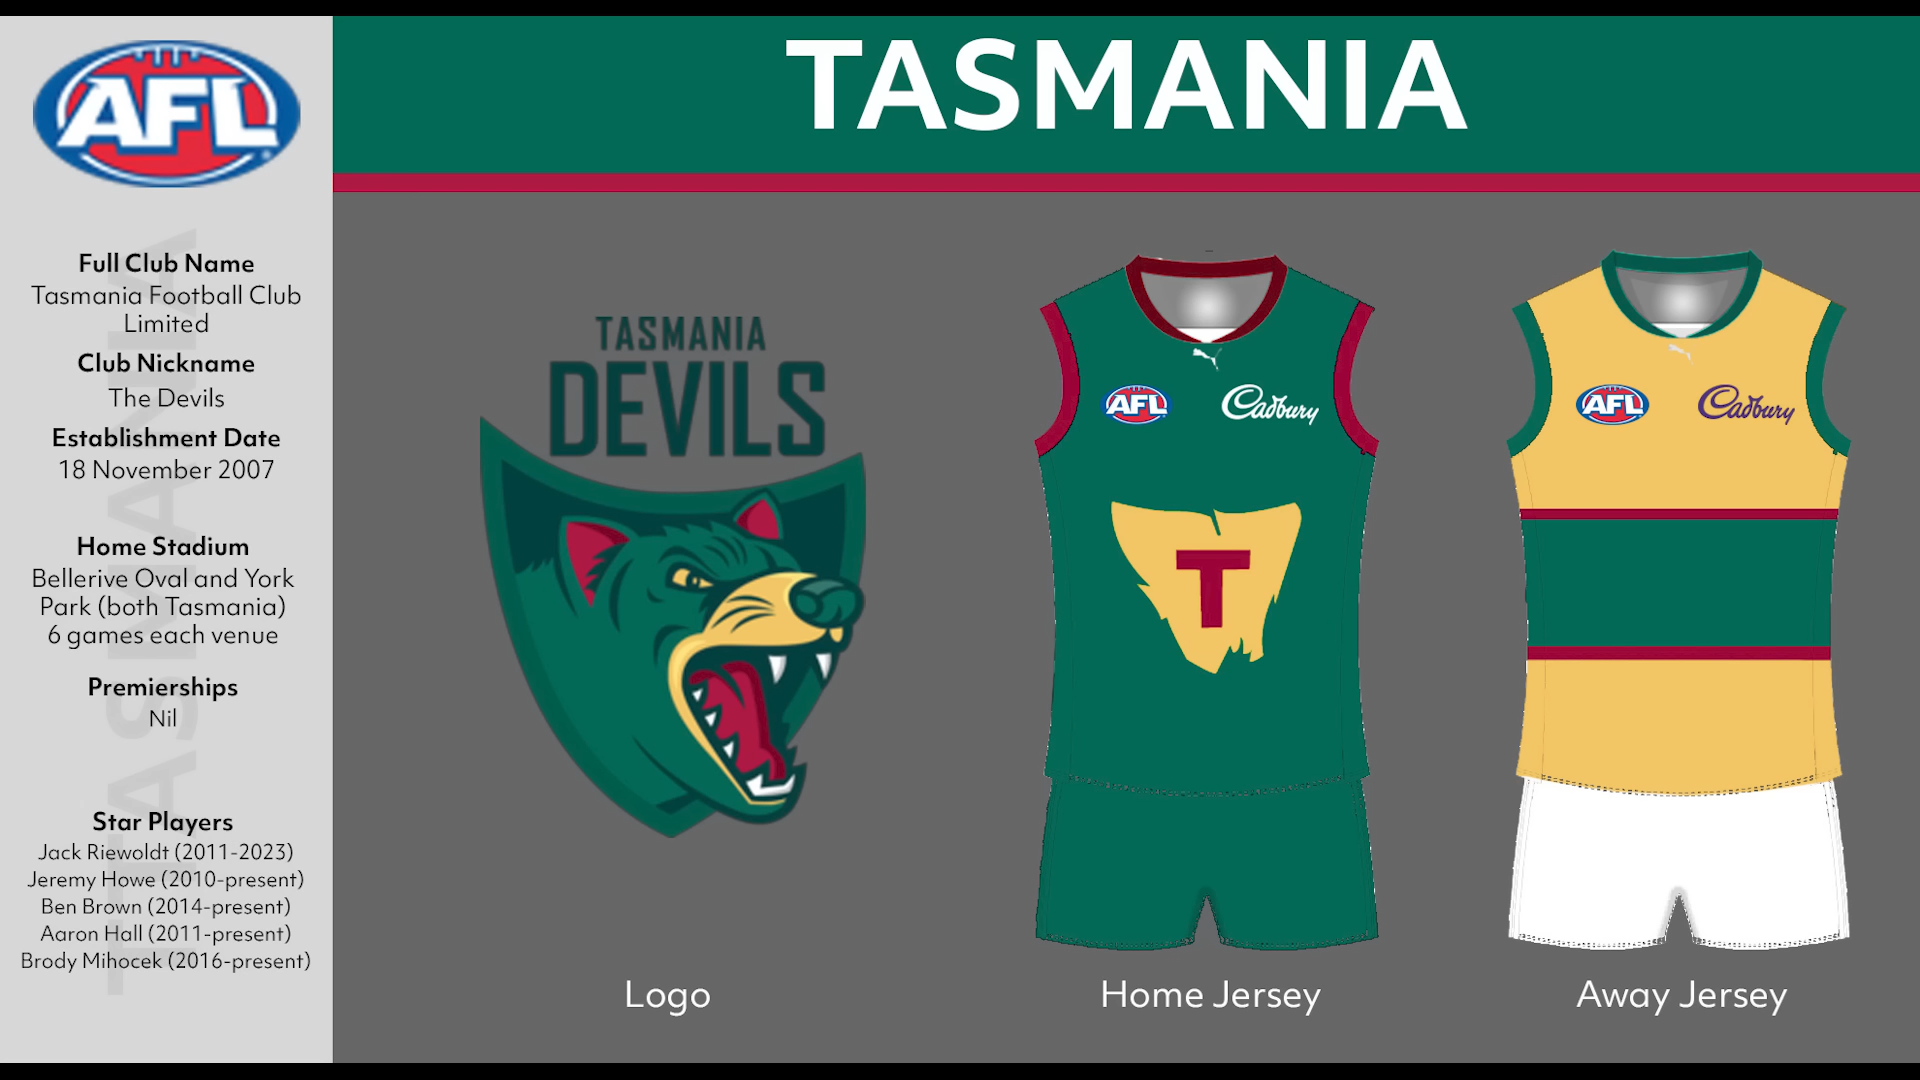 AFL
TASMANIA
TASMANIA
Full Club Name
Tasmania Football Club
Limited
Club Nickname
The Devils
Establishment Date
18 November 2007
Home Stadium
Bellerive Oval and York
Park (both Tasmania)
6 games each venue
Premierships
Nil
Star Players
Jack Riewoldt (2011-2023)
Jeremy Howe (2010-present)
Ben Brown (2014-present)
Aaron Hall (2011-present)
Brody Mihocek (2016-present)
TASMANIA
DEVILS
Logo
AFL
Cadbury
T
Home Jersey
AFL
Cadbury
Away Jersey